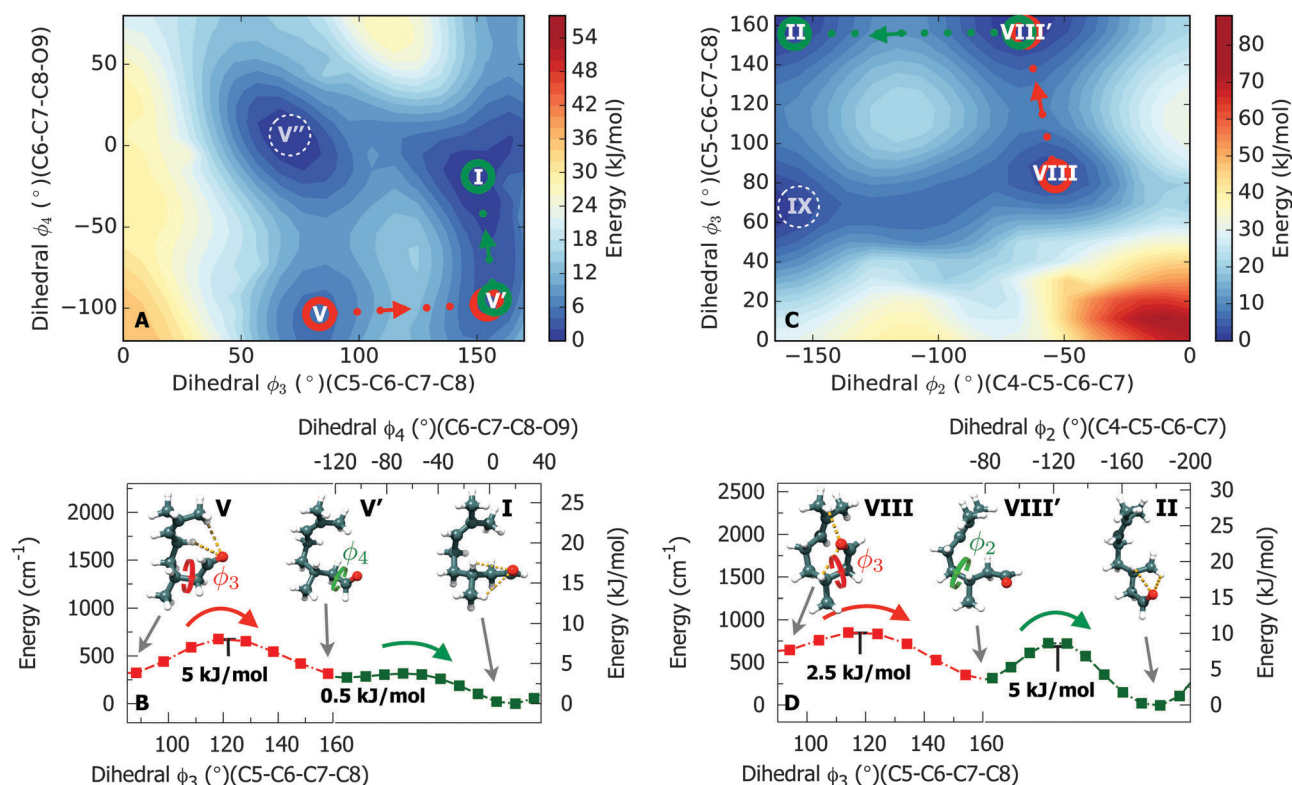 Dihedral ϕ4 (°)(C6-C7-C8-O9)
50
0
−50
−100
V″
I
V
V′
A
0
50
100
150
Dihedral ϕ3 (°)(C5-C6-C7-C8)
54
48
42
36
30
24
18
12
6
0
Energy (kJ/mol)
Dihedral ϕ3 (°)(C5-C6-C7-C8)
160
140
120
100
80
60
40
20
0
II
VIII′
VIII
IX
C
−150
−100
−50
0
Dihedral ϕ2 (°)(C4-C5-C6-C7)
80
70
60
50
40
30
20
10
0
Energy (kJ/mol)
Dihedral ϕ4 (°)(C6-C7-C8-O9)
-120
-80
-40
0
40
Energy (cm-1)
2000
1750
1500
1250
1000
750
500
250
0
V
V′
I
ϕ3
ϕ4
5 kJ/mol
0.5 kJ/mol
B
25
20
15
10
5
0
Energy (kJ/mol)
100
120
140
160
Dihedral ϕ3 (°)(C5-C6-C7-C8)
Dihedral ϕ2 (°)(C4-C5-C6-C7)
-80
-120
-160
-200
Energy (cm-1)
2500
2250
2000
1750
1500
1250
1000
750
500
250
0
VIII
VIII′
II
ϕ3
ϕ2
2.5 kJ/mol
5 kJ/mol
D
30
25
20
15
10
5
0
Energy (kJ/mol)
100
120
140
160
Dihedral ϕ3 (°)(C5-C6-C7-C8)